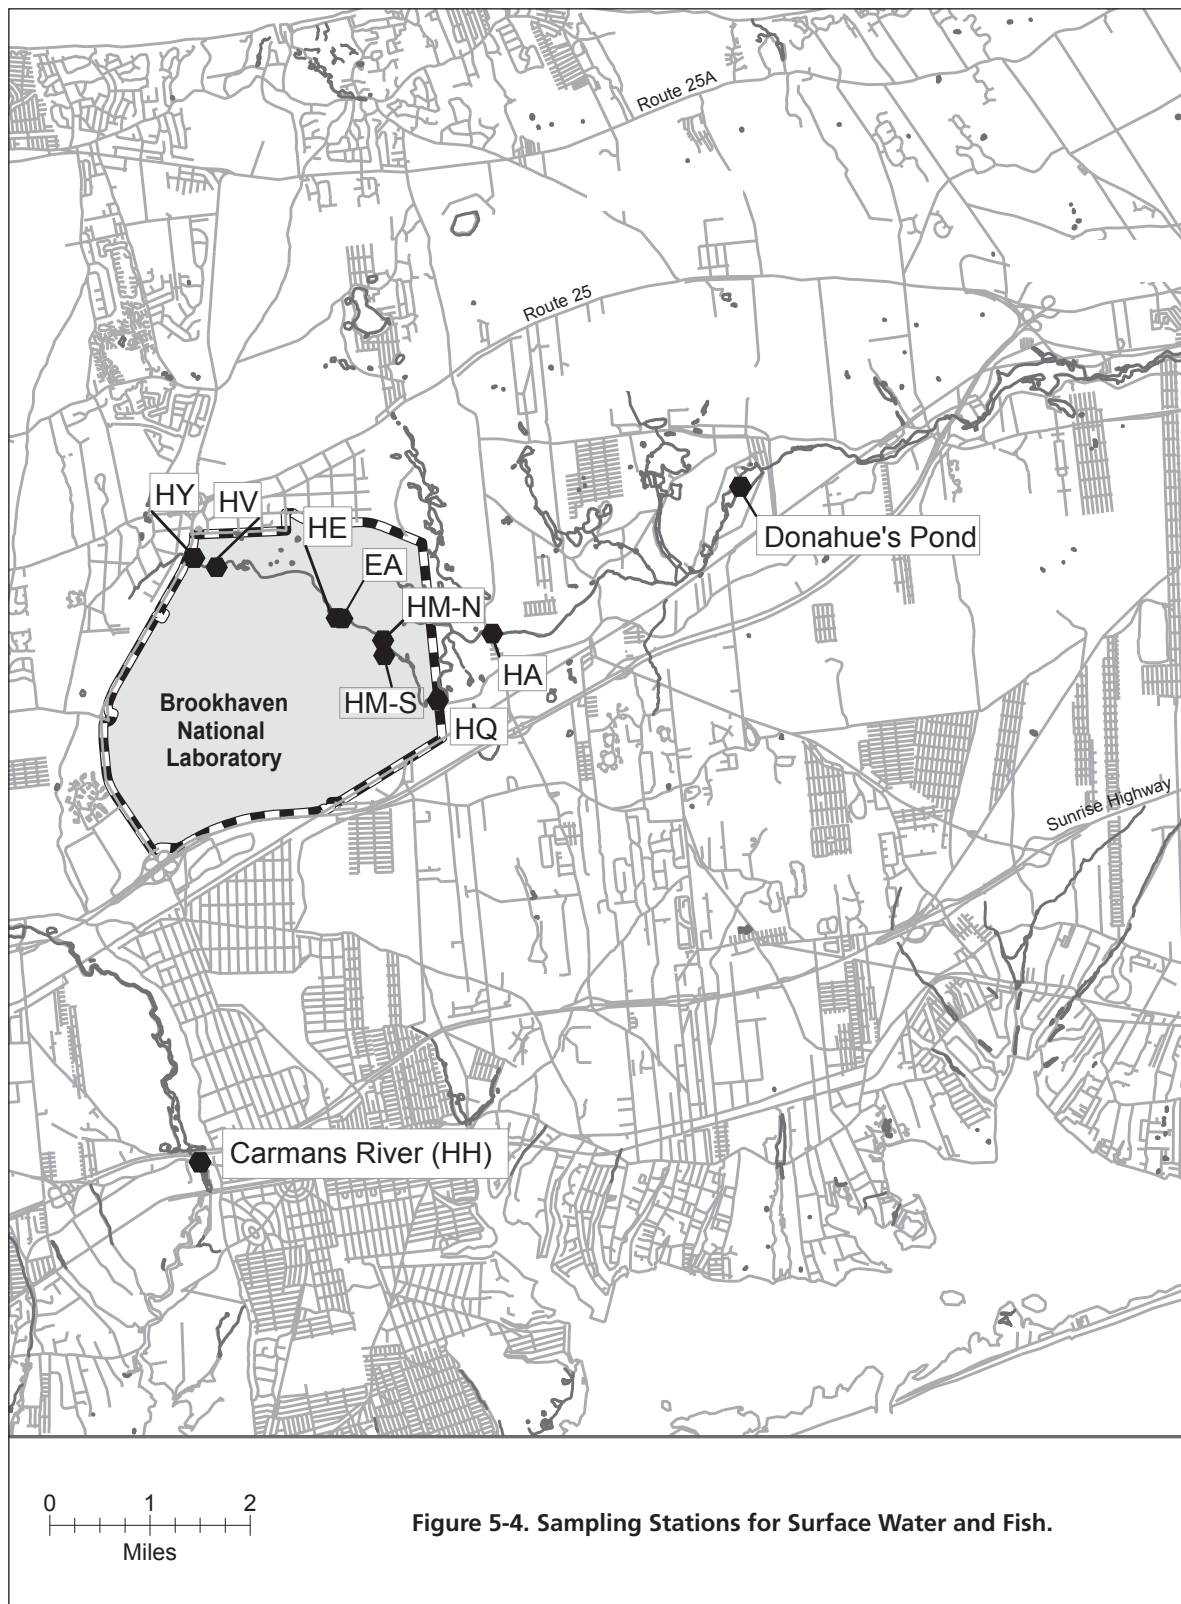 Route 25A
Route 25
HY
HV
HE
EA
HM-N
HA
HM-S
HQ
Donahue's Pond
Brookhaven
National
Laboratory
Sunrise Highway
Carmans River (HH)
0 1 2
Miles
Figure 5-4. Sampling Stations for Surface Water and Fish.